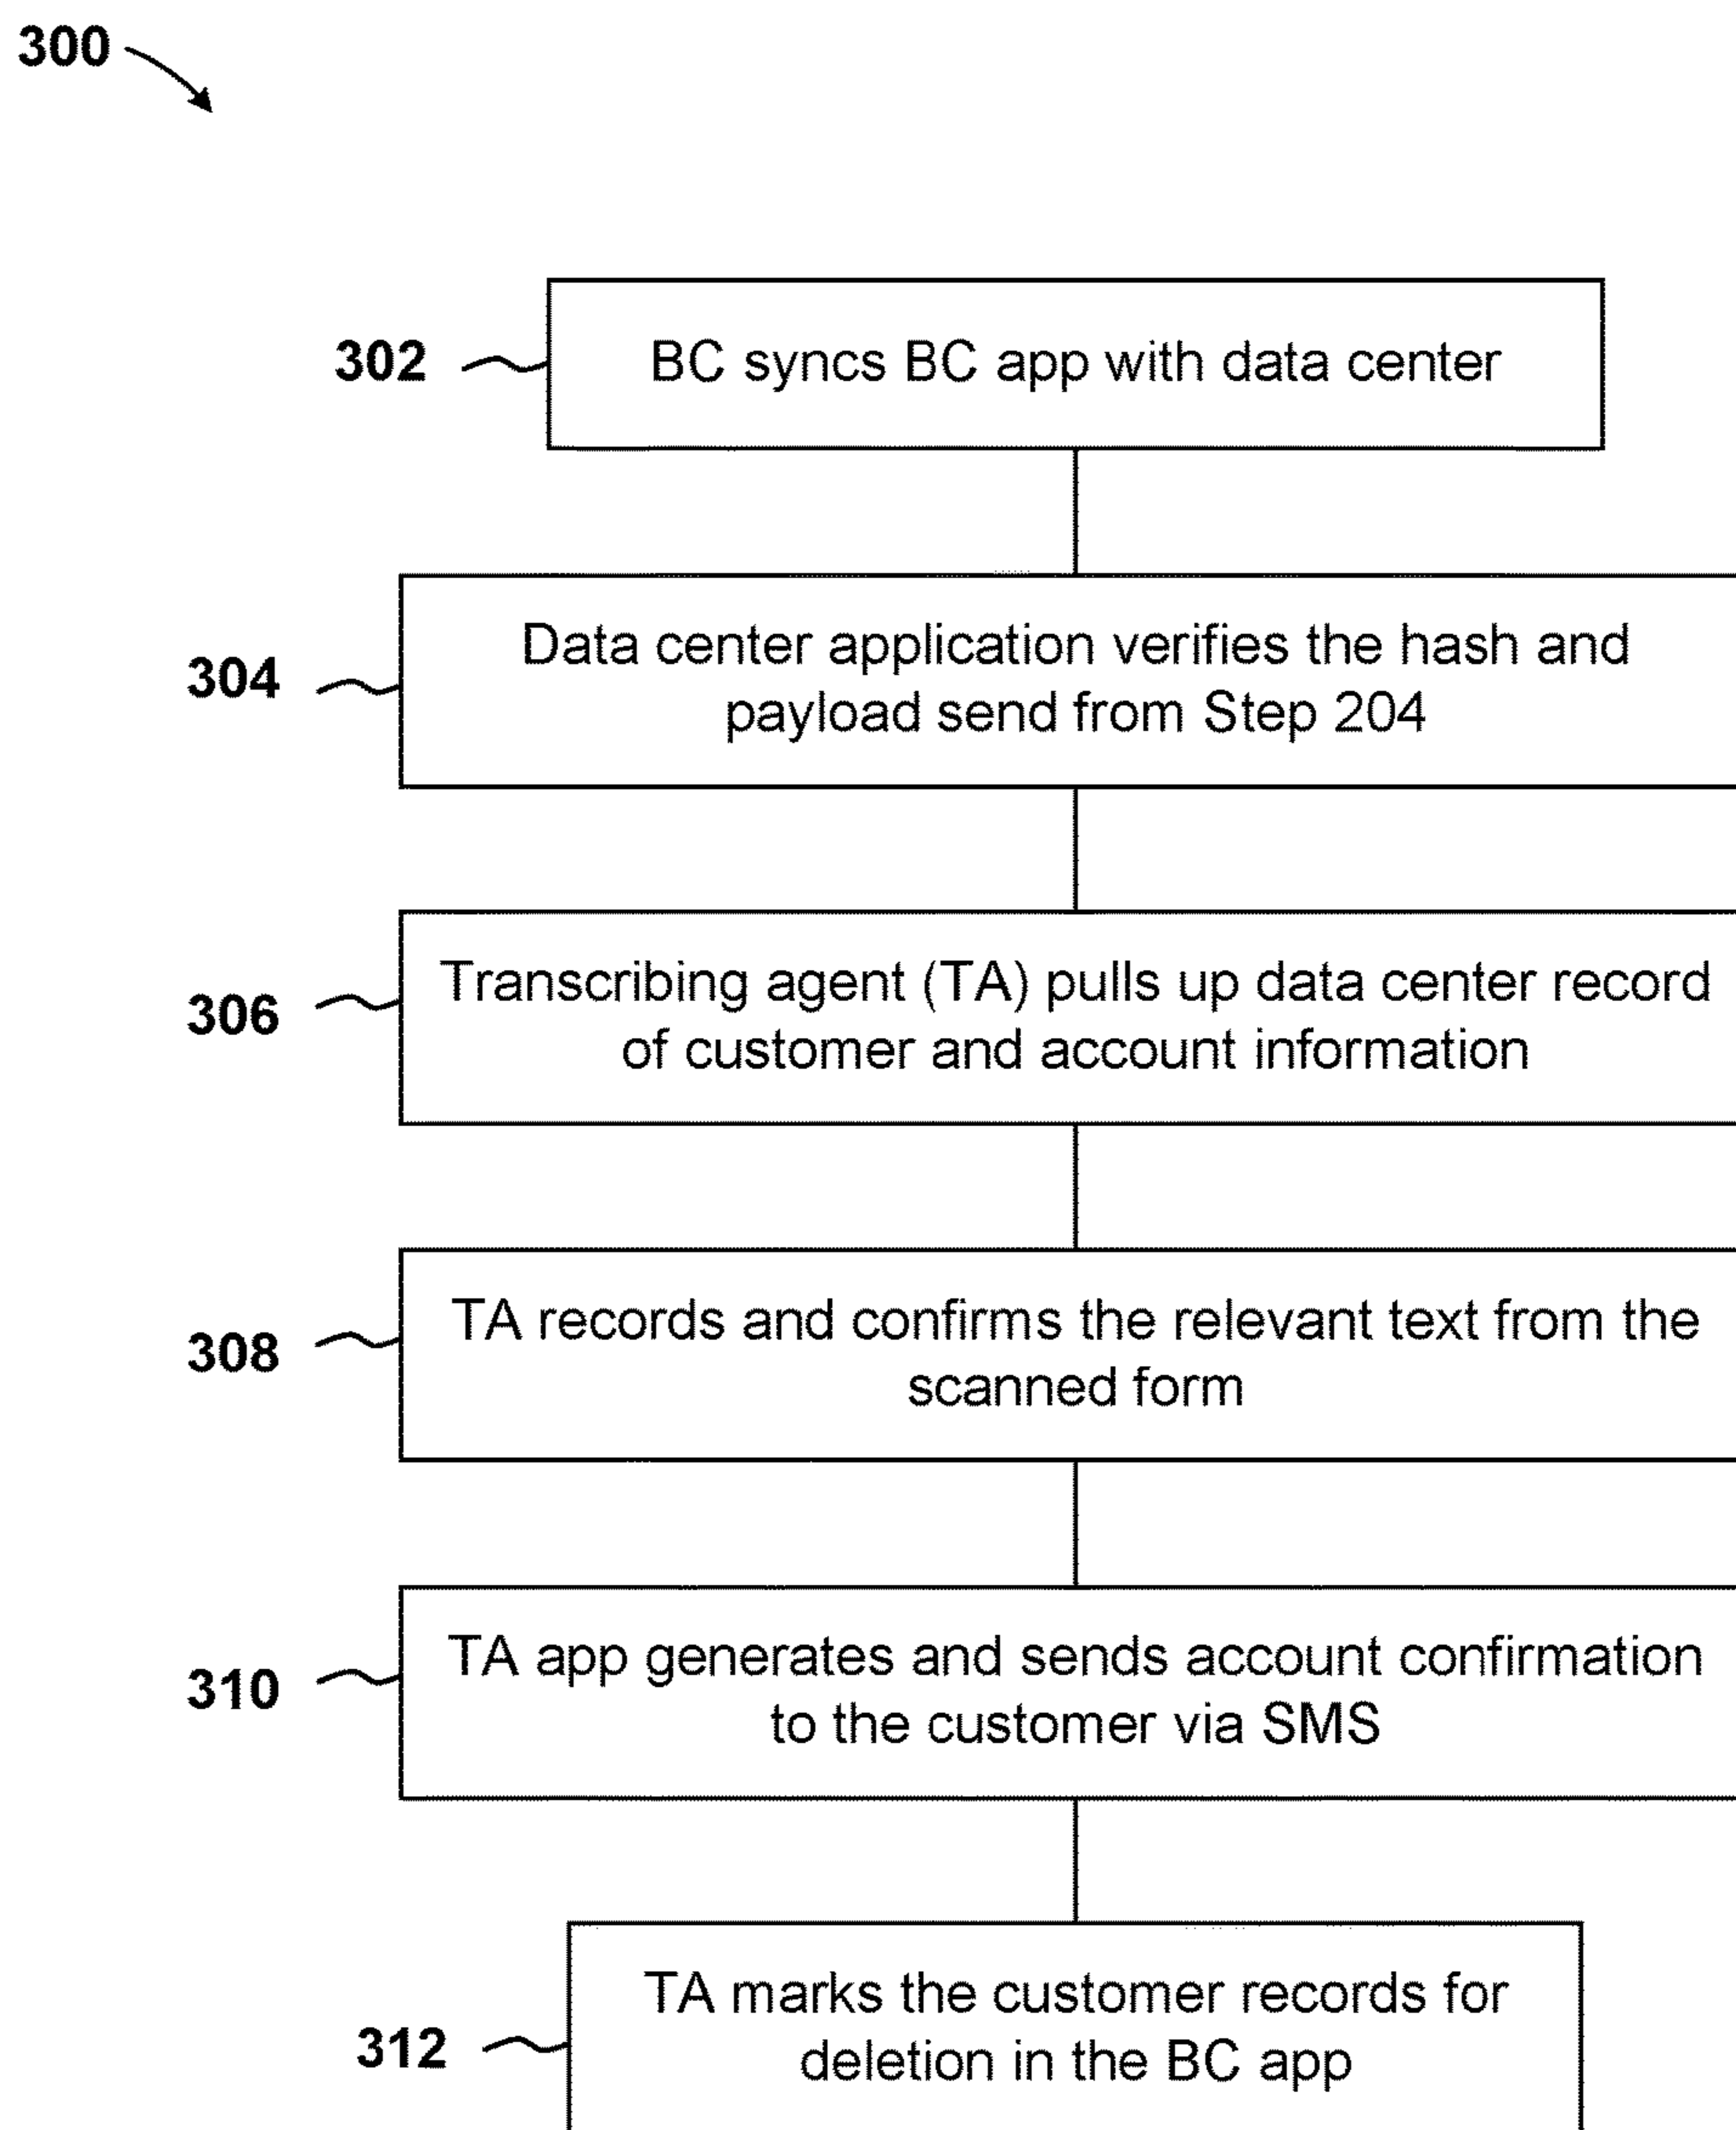 300
302
BC syncs BC app with data center
304
Data center application verifies the hash and
payload send from Step 204
306
Transcribing agent (TA) pulls up data center record
of customer and account information
308
TA records and confirms the relevant text from the
scanned form
310
TA app generates and sends account confirmation
to the customer via SMS
312
TA marks the customer records for
deletion in the BC app